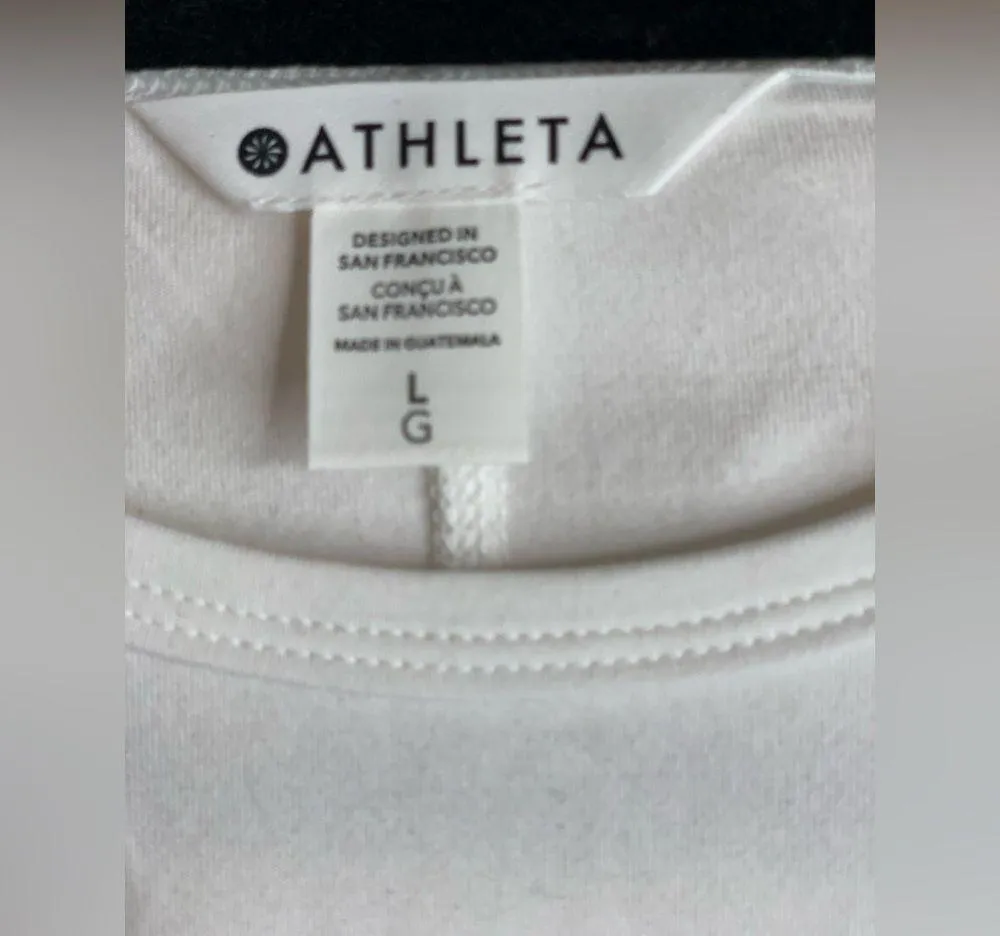 ATHLETA
DESIGNED IN
SAN FRANCISCO
CONÇU À
SAN FRANCISCO
MADE IN GUATEMALA
L
G